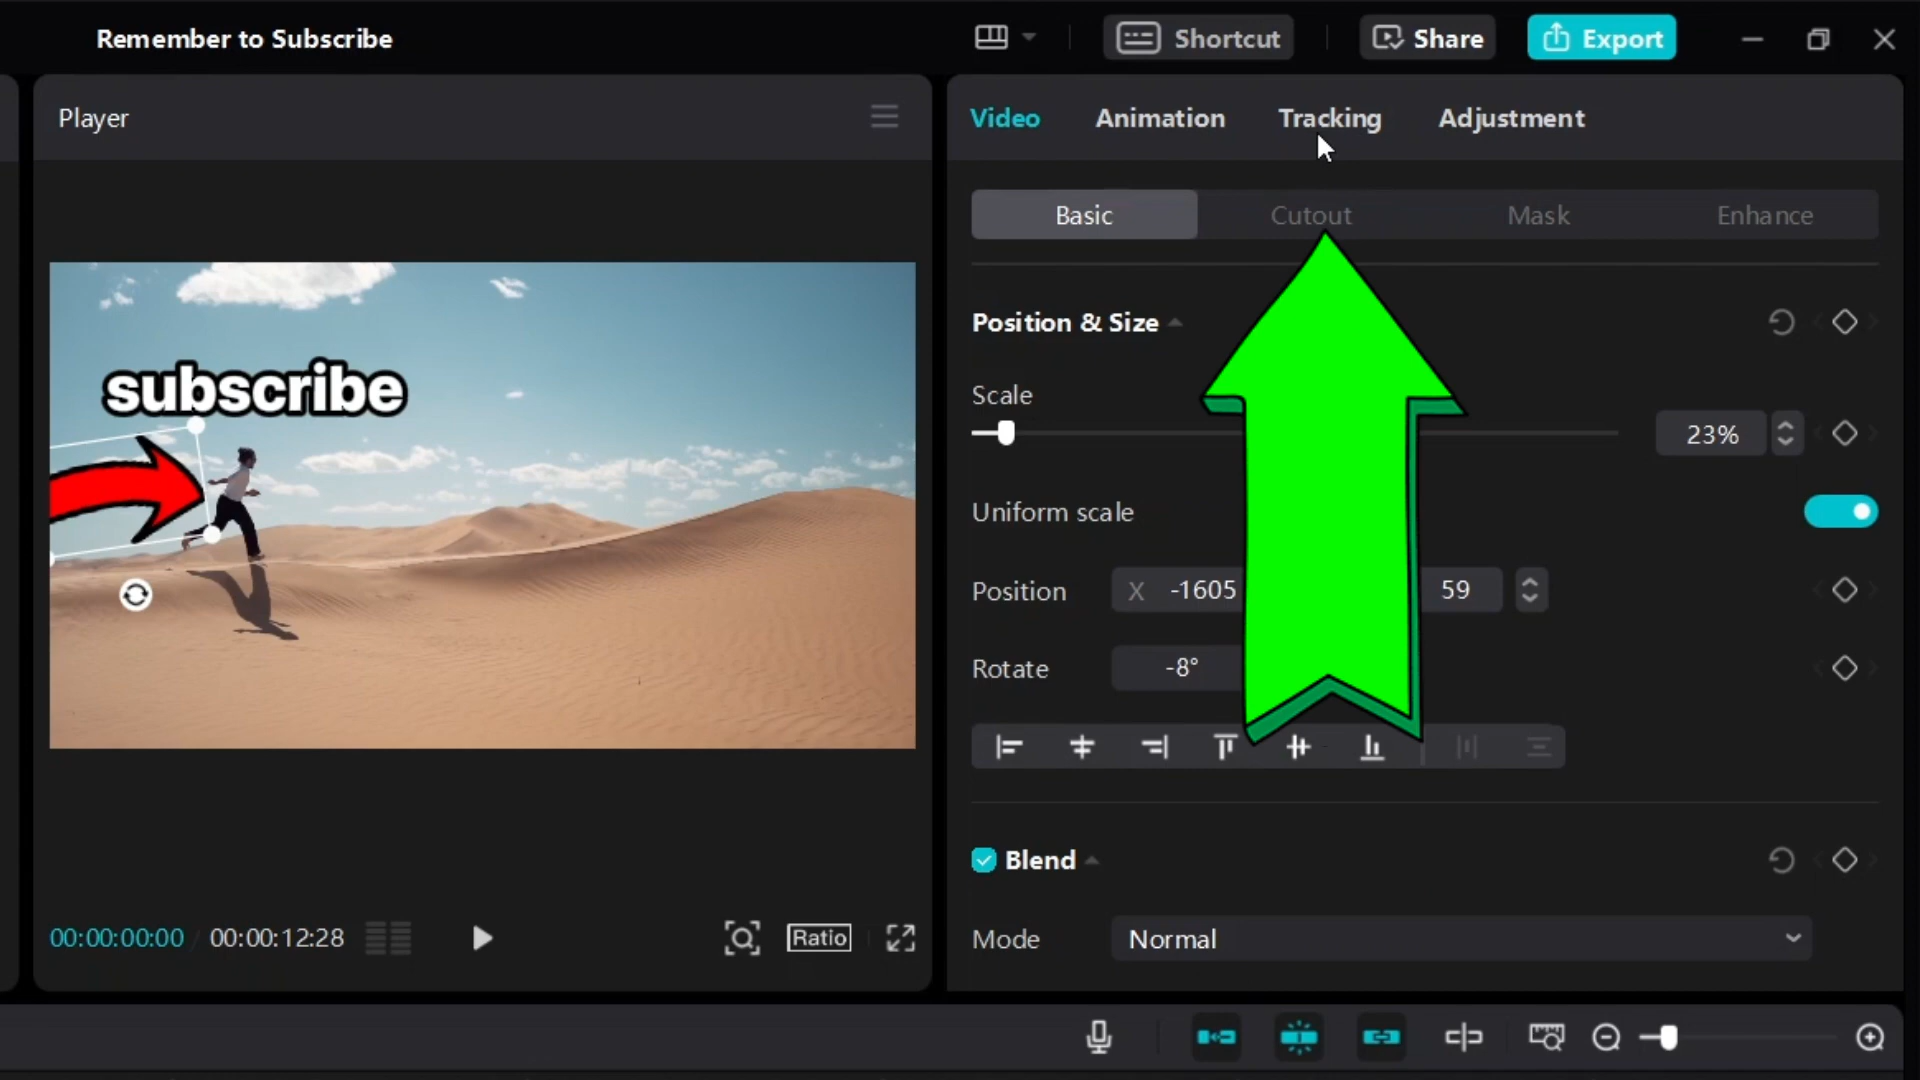 Remember to Subscribe
Shortcut
Share
Export
Player
Video
Animation
Tracking
Adjustment
Basic
Cutout
Mask
Enhance
Position & Size
subscribe
Scale
23%
Uniform scale
Position
X
-1605
59
Rotate
-8°
Blend
00:00:00:00
00:00:12:28
Ratio
Mode
Normal